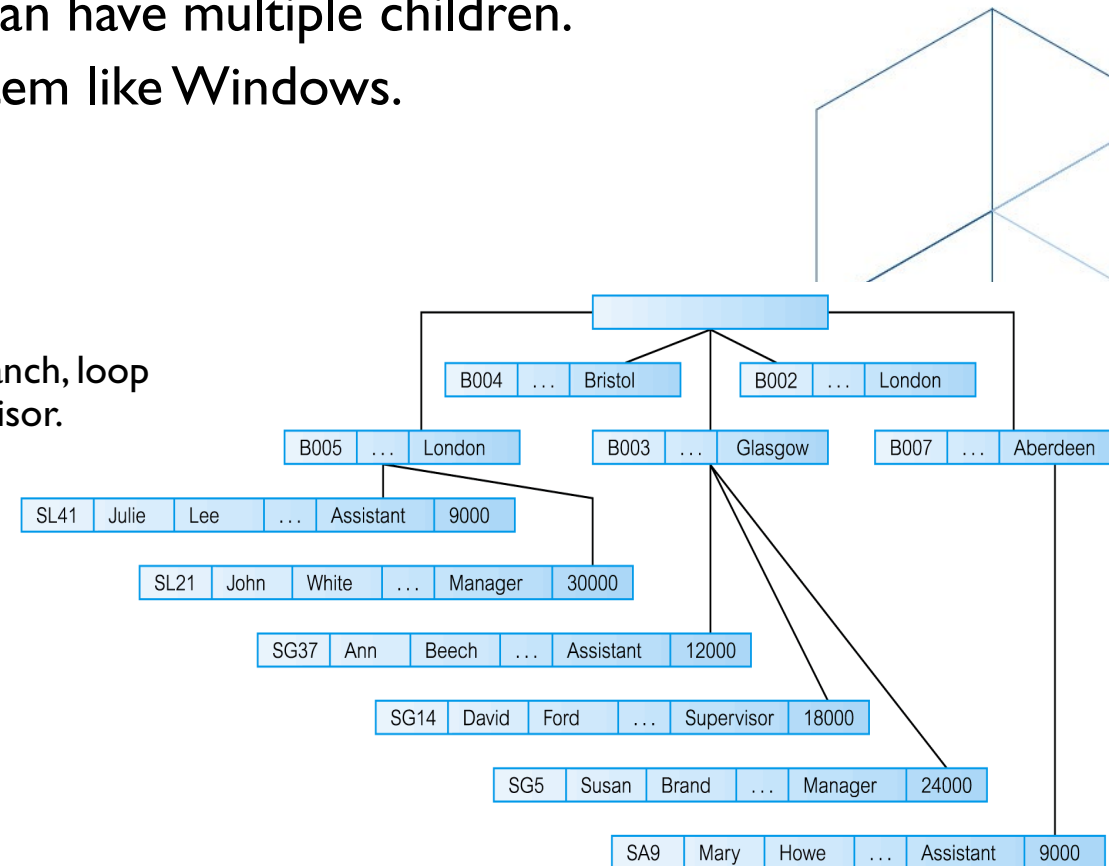 an have multiple children.
tem like Windows.
anch, loop
isor.
B004 ... Bristol
B002 ... London
B005 ... London
B003 ... Glasgow
B007 ... Aberdeen
SL41 Julie Lee ... Assistant 9000
SL21 John White ... Manager 30000
SG37 Ann Beech ... Assistant 12000
SG14 David Ford ... Supervisor 18000
SG5 Susan Brand ... Manager 24000
SA9 Mary Howe ... Assistant 9000